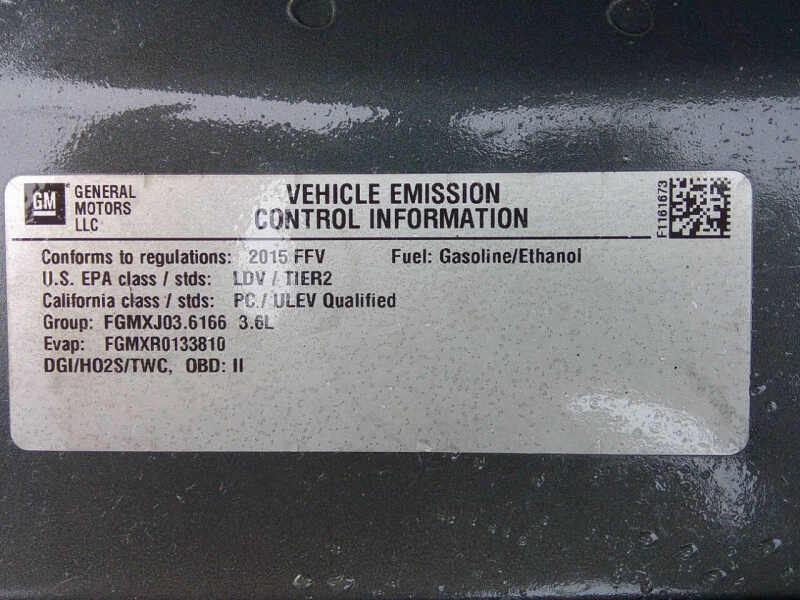 GM
GENERAL
MOTORS
LLC
VEHICLE EMISSION
CONTROL INFORMATION
F1161673
Conforms to regulations: 2015 FFV Fuel: Gasoline/Ethanol
U.S. EPA class / stds: LDV / TIER2
California class / stds: PC / ULEV Qualified
Group: FGMXJ03.6166 3.6L
Evap: FGMXR0133810
DGI/HO2S/TWC, OBD: II